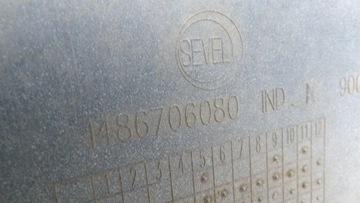 SEVEL
1486706080 IND. A 900
1 2 3 4 5 6 7 8 9 10 11 12